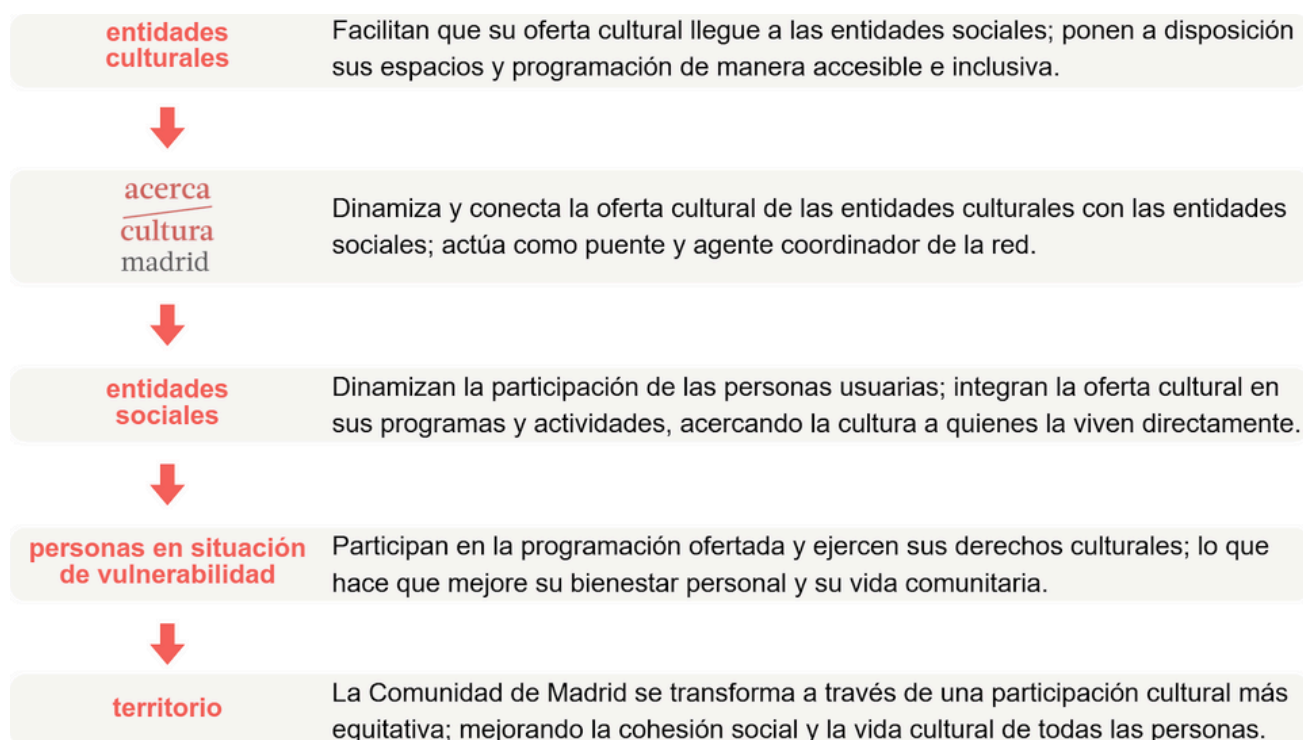 entidades
culturales
Facilitan que su oferta cultural llegue a las entidades sociales; ponen a disposición
sus espacios y programación de manera accesible e inclusiva.
acerca
cultura
madrid
Dinamiza y conecta la oferta cultural de las entidades culturales con las entidades
sociales; actúa como puente y agente coordinador de la red.
entidades
sociales
Dinamizan la participación de las personas usuarias; integran la oferta cultural en
sus programas y actividades, acercando la cultura a quienes la viven directamente.
personas en situación
de vulnerabilidad
Participan en la programación ofertada y ejercen sus derechos culturales; lo que
hace que mejore su bienestar personal y su vida comunitaria.
territorio
La Comunidad de Madrid se transforma a través de una participación cultural más
equitativa; mejorando la cohesión social y la vida cultural de todas las personas.